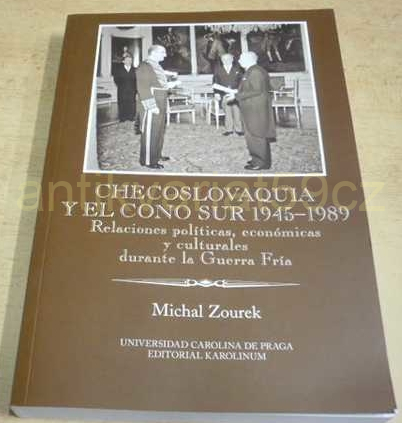 CHECOSLOVAQUIA
Y EL CONO SUR 1945–1989
Relaciones políticas, económicas
y culturales
durante la Guerra Fría
Michal Zourek
UNIVERSIDAD CAROLINA DE PRAGA
EDITORIAL KAROLINUM